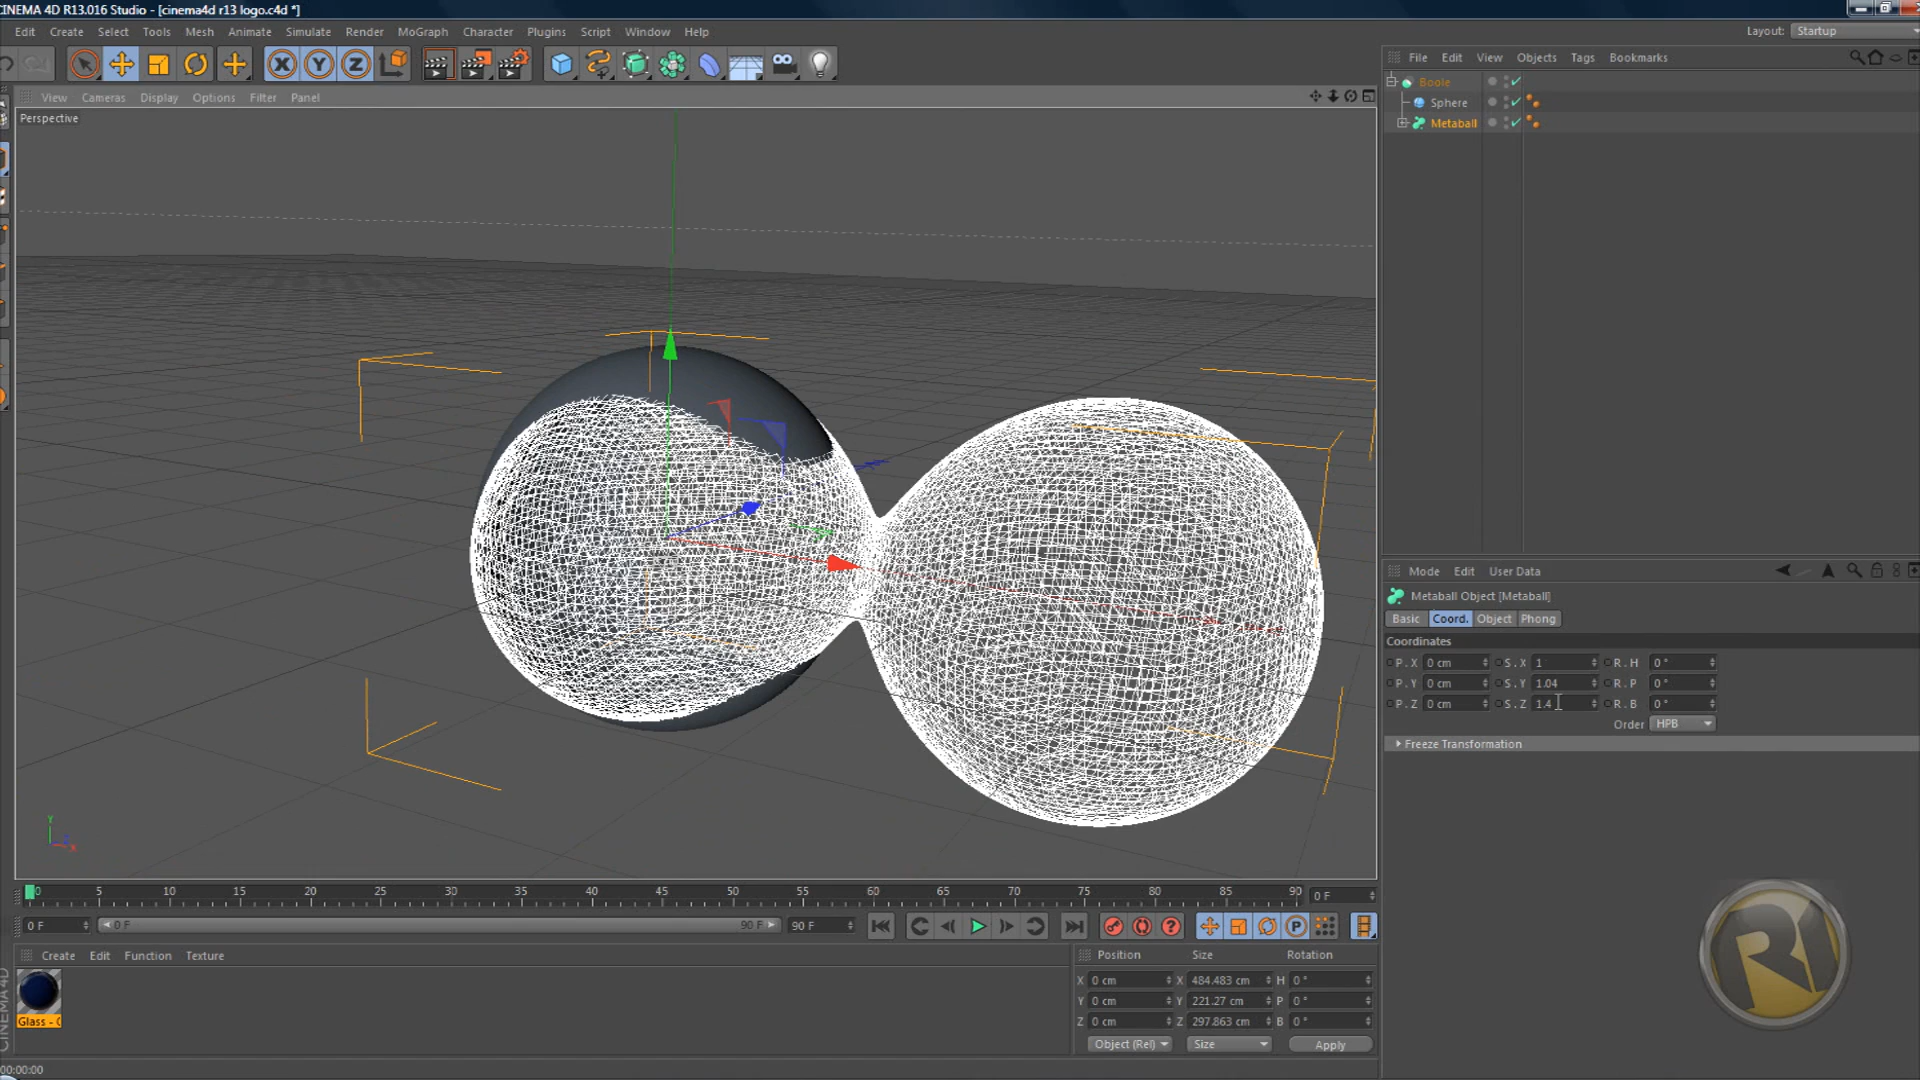 CINEMA 4D R13.016 Studio - [cinema4d r13 logo.c4d *]
Edit Create Select Tools Mesh Animate Simulate Render MoGraph Character Plugins Script Window Help
Layout: Startup
X Y Z
File Edit View Objects Tags Bookmarks
View Cameras Display Options Filter Panel
Perspective
Boole
Sphere
Metaball
Mode Edit User Data
Metaball Object [Metaball]
Basic Coord. Object Phong
Coordinates
P . X 0 cm S . X 1 R . H 0 °
P . Y 0 cm S . Y 1.04 R . P 0 °
P . Z 0 cm S . Z 1.4 R . B 0 °
Order HPB
Freeze Transformation
Y
X
0 5 10 15 20 25 30 35 40 45 50 55 60 65 70 75 80 85 90 0 F
0 F 0 F 90 F 90 F ? P
Create Edit Function Texture
Position Size Rotation
X 0 cm X 484.483 cm H 0 °
Y 0 cm Y 221.27 cm P 0 °
Z 0 cm Z 297.863 cm B 0 °
Object (Rel) Size Apply
Glass -
CINEMA 4D
00:00:00